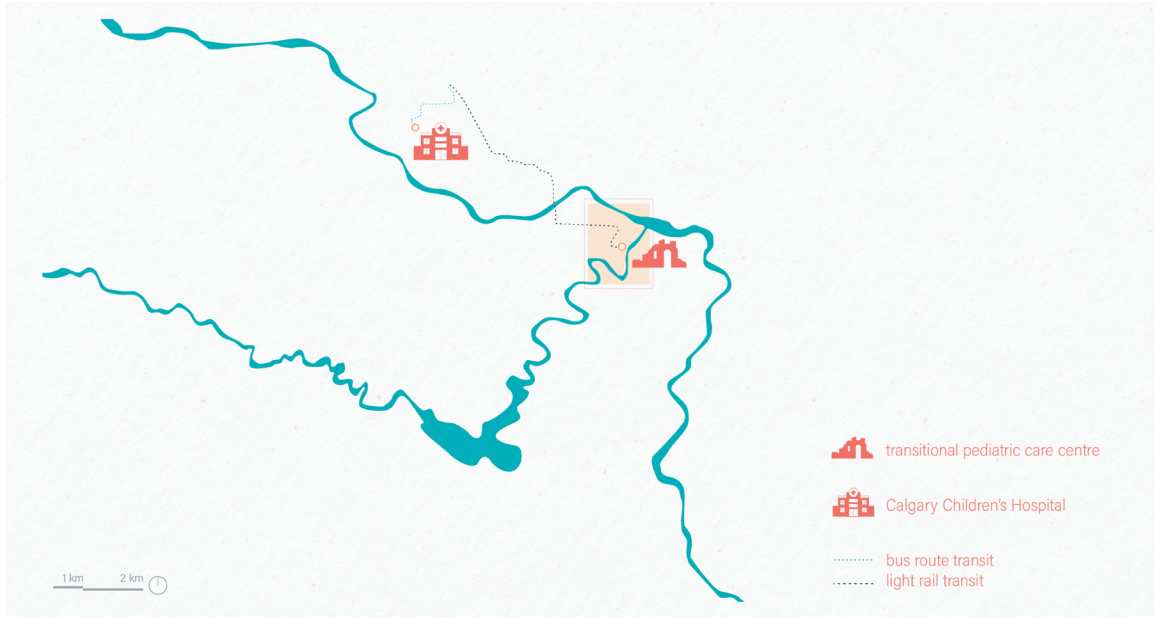 transitional pediatric care centre
Calgary Children's Hospital
bus route transit
light rail transit
1 km 2 km